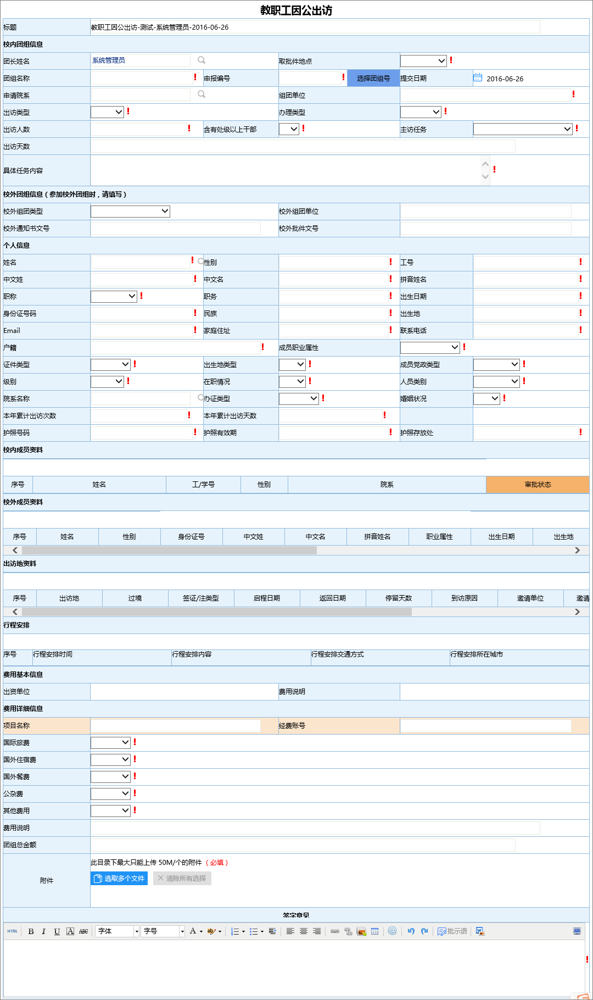 教职工因公出访
标题 教职工因公出访-测试-系统管理员-2016-06-26
校内团组信息
团长姓名 系统管理员 取批件地点 !
团组名称 ! 申报编号 ! 选择团组号 提交日期 2016-06-26
申请院系 组团单位 !
出访类型 ! 办理类型 !
出访人数 ! 含有处级以上干部 ! 主访任务 !
出访天数
具体任务内容 !
校外团组信息（参加校外团组时，请填写）
校外组团类型 校外组团单位
校外通知书文号 校外批件文号
个人信息
姓名 ! 性别 ! 工号 !
中文姓 ! 中文名 ! 拼音姓名 !
职称 ! 职务 ! 出生日期 !
身份证号码 ! 民族 ! 出生地 !
Email ! 家庭住址 ! 联系电话 !
户籍 ! 成员职业属性 !
证件类型 ! 出生地类型 ! 成员党政类型 !
级别 ! 在职情况 ! 人员类别 !
院系名称 办证类型 ! 婚姻状况 !
本年累计出访次数 ! 本年累计出访天数 !
护照号码 ! 护照有效期 ! 护照存放处 !
校内成员资料
序号 姓名 工/学号 性别 院系 审批状态
校外成员资料
序号 姓名 性别 身份证号 中文姓 中文名 拼音姓名 职业属性 出生日期 出生地
出访地资料
序号 出访地 过境 签证/注类型 启程日期 返回日期 停留天数 到访原因 邀请单位 邀请
行程安排
序号 行程安排时间 行程安排内容 行程安排交通方式 行程安排所在城市
费用基本信息
出资单位 费用说明
费用详细信息
项目名称 经费账号
国际旅费 !
国外住宿费 !
国外餐费 !
公杂费 !
其他费用 !
费用说明
团组总金额
附件 此目录下最大只能上传 50M/个的附件（必填）
选取多个文件 清除所有选择
签字意见
HTML B I U A ABC 字体 字号 A ab 批示语
!